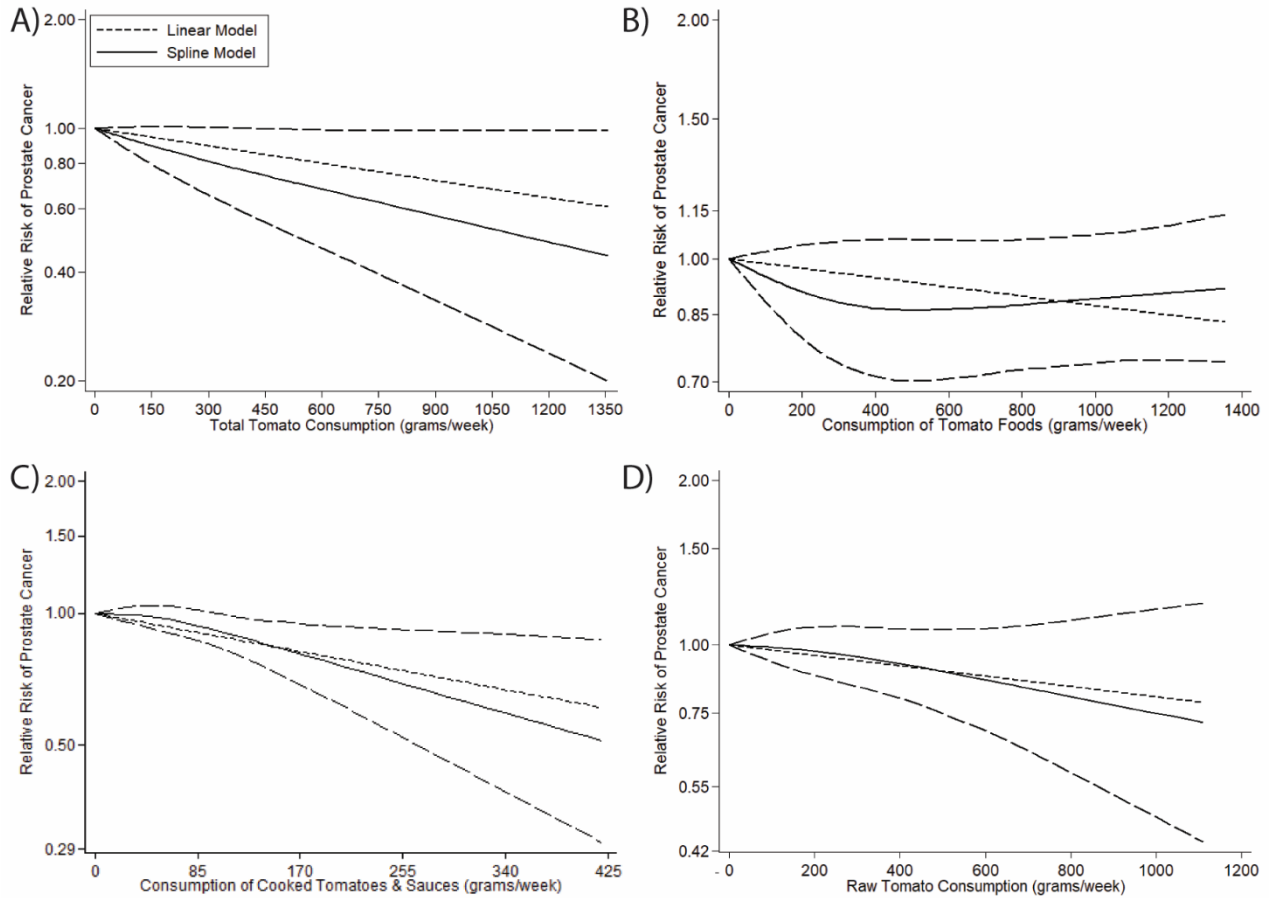 A)
Linear Model
Spline Model
Relative Risk of Prostate Cancer
2.00
1.00
0.80
0.60
0.40
0.20
0 150 300 450 600 750 900 1050 1200 1350
Total Tomato Consumption (grams/week)
B)
Relative Risk of Prostate Cancer
2.00
1.50
1.15
1.00
0.85
0.70
0 200 400 600 800 1000 1200 1400
Consumption of Tomato Foods (grams/week)
C)
Relative Risk of Prostate Cancer
2.00
1.50
1.00
0.50
0.29
0 85 170 255 340 425
Consumption of Cooked Tomatoes & Sauces (grams/week)
D)
Relative Risk of Prostate Cancer
2.00
1.50
1.00
0.75
0.55
0.42
0 200 400 600 800 1000 1200
Raw Tomato Consumption (grams/week)